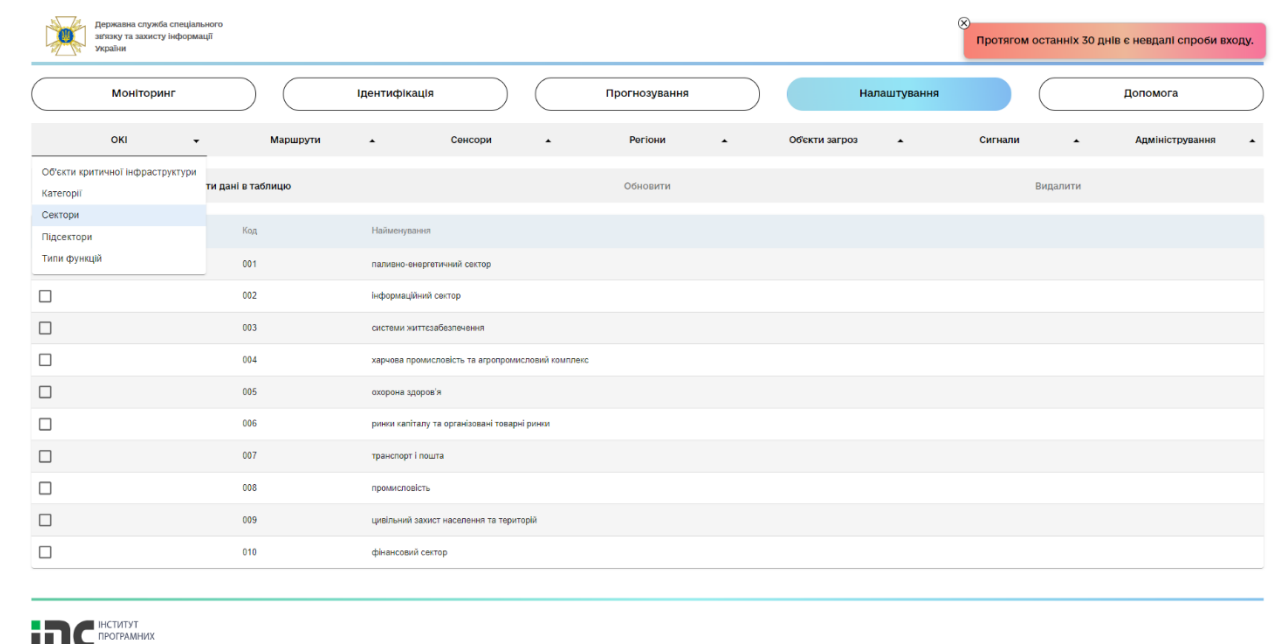 Державна служба спеціального
зв'язку та захисту інформації
України
Протягом останніх 30 днів є невдалі спроби входу.
Моніторинг
Ідентифікація
Прогнозування
Налаштування
Допомога
ОКІ
Маршрути
Сенсори
Регіони
Об'єкти загроз
Сигнали
Адміністрування
Об'єкти критичної інфраструктури
Категорії
Сектори
Підсектори
Типи функцій
ти дані в таблицю
Обновити
Видалити
Код
Найменування
001
паливно-енергетичний сектор
002
інформаційний сектор
003
системи життєзабезпечення
004
харчова промисловість та агропромисловий комплекс
005
охорона здоров'я
006
ринки капіталу та організовані товарні ринки
007
транспорт і пошта
008
промисловість
009
цивільний захист населення та територій
010
фінансовий сектор
іпс
ІНСТИТУТ
ПРОГРАМНИХ